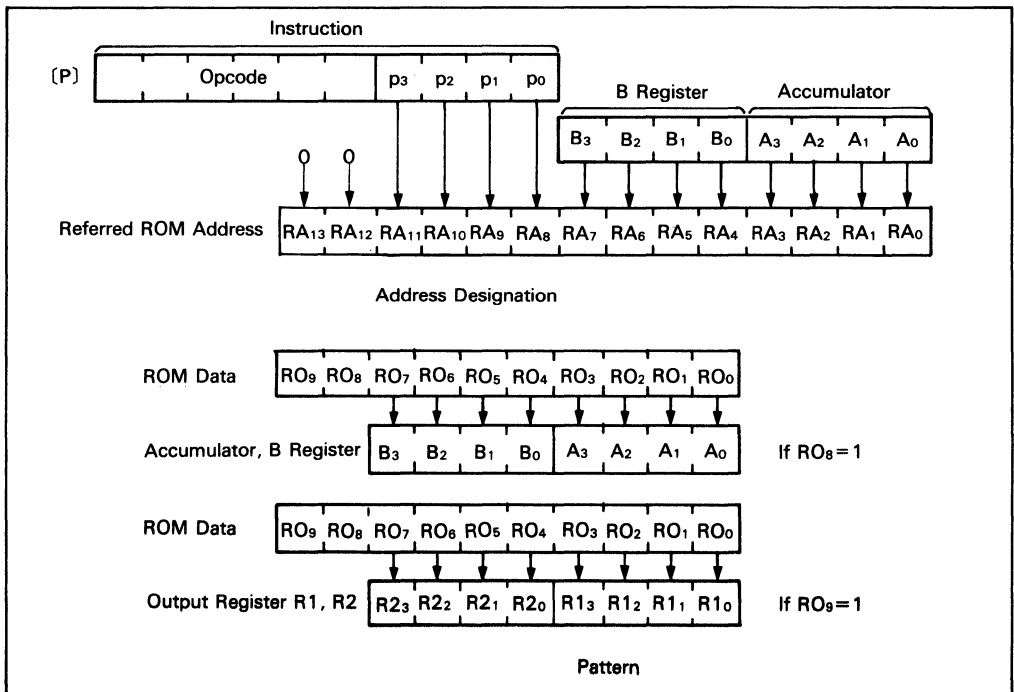 Instruction
[P] Opcode p3 p2 p1 p0
B Register Accumulator
B3 B2 B1 B0 A3 A2 A1 A0
0 0
Referred ROM Address RA13 RA12 RA11 RA10 RA9 RA8 RA7 RA6 RA5 RA4 RA3 RA2 RA1 RA0
Address Designation
ROM Data RO9 RO8 RO7 RO6 RO5 RO4 RO3 RO2 RO1 RO0
Accumulator, B Register B3 B2 B1 B0 A3 A2 A1 A0 If RO8=1
ROM Data RO9 RO8 RO7 RO6 RO5 RO4 RO3 RO2 RO1 RO0
Output Register R1, R2 R23 R22 R21 R20 R13 R12 R11 R10 If RO9=1
Pattern